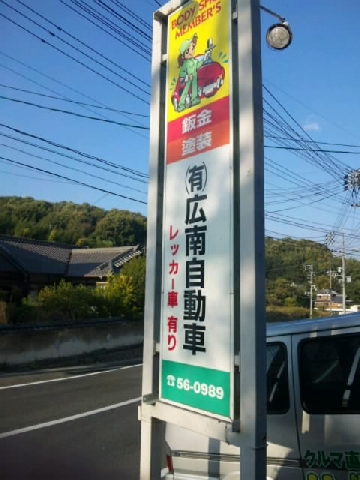 BODY SHOP
MEMBER'S
鈑金
塗装
(有)広南自動車
レッカー車有り
☎56-0989
クルマ